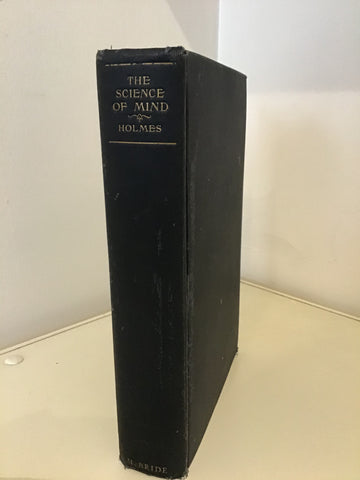 THE
SCIENCE
OF MIND
HOLMES
McBRIDE